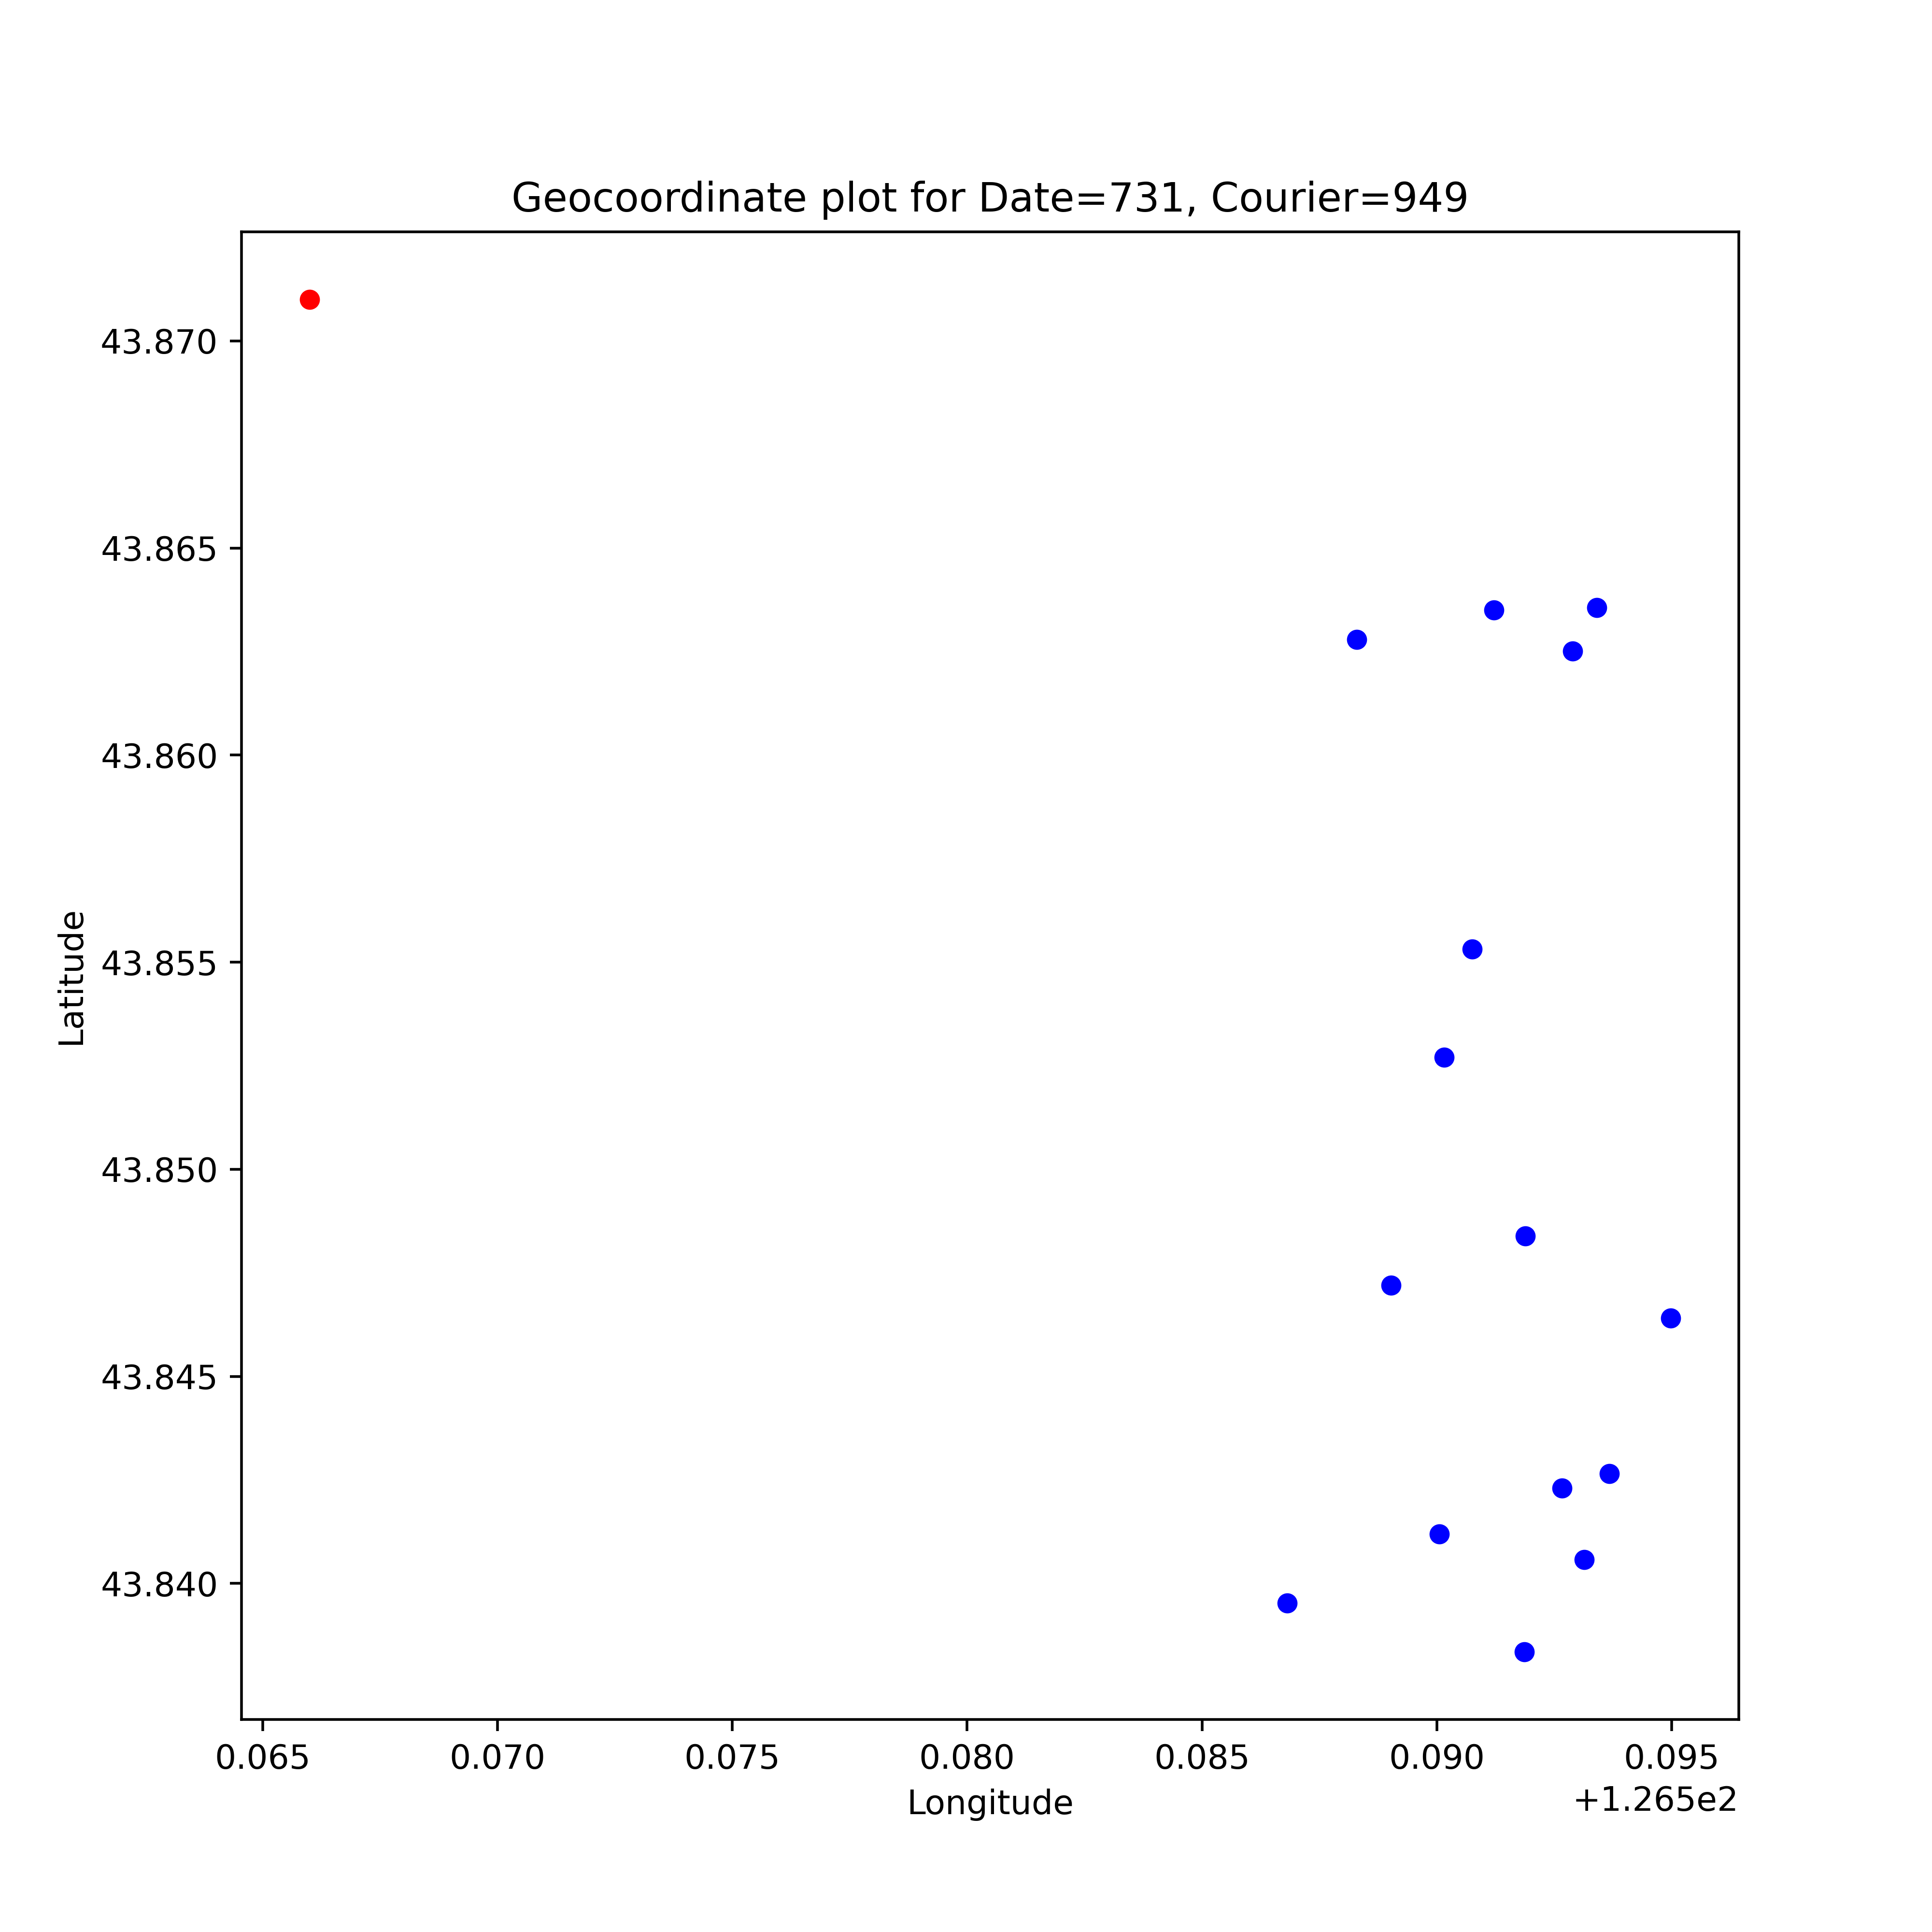 Geocoordinate plot for Date=731, Courier=949
43.870
43.865
43.860
43.855
43.850
43.845
43.840
Latitude
0.065 0.070 0.075 0.080 0.085 0.090 0.095
+1.265e2
Longitude